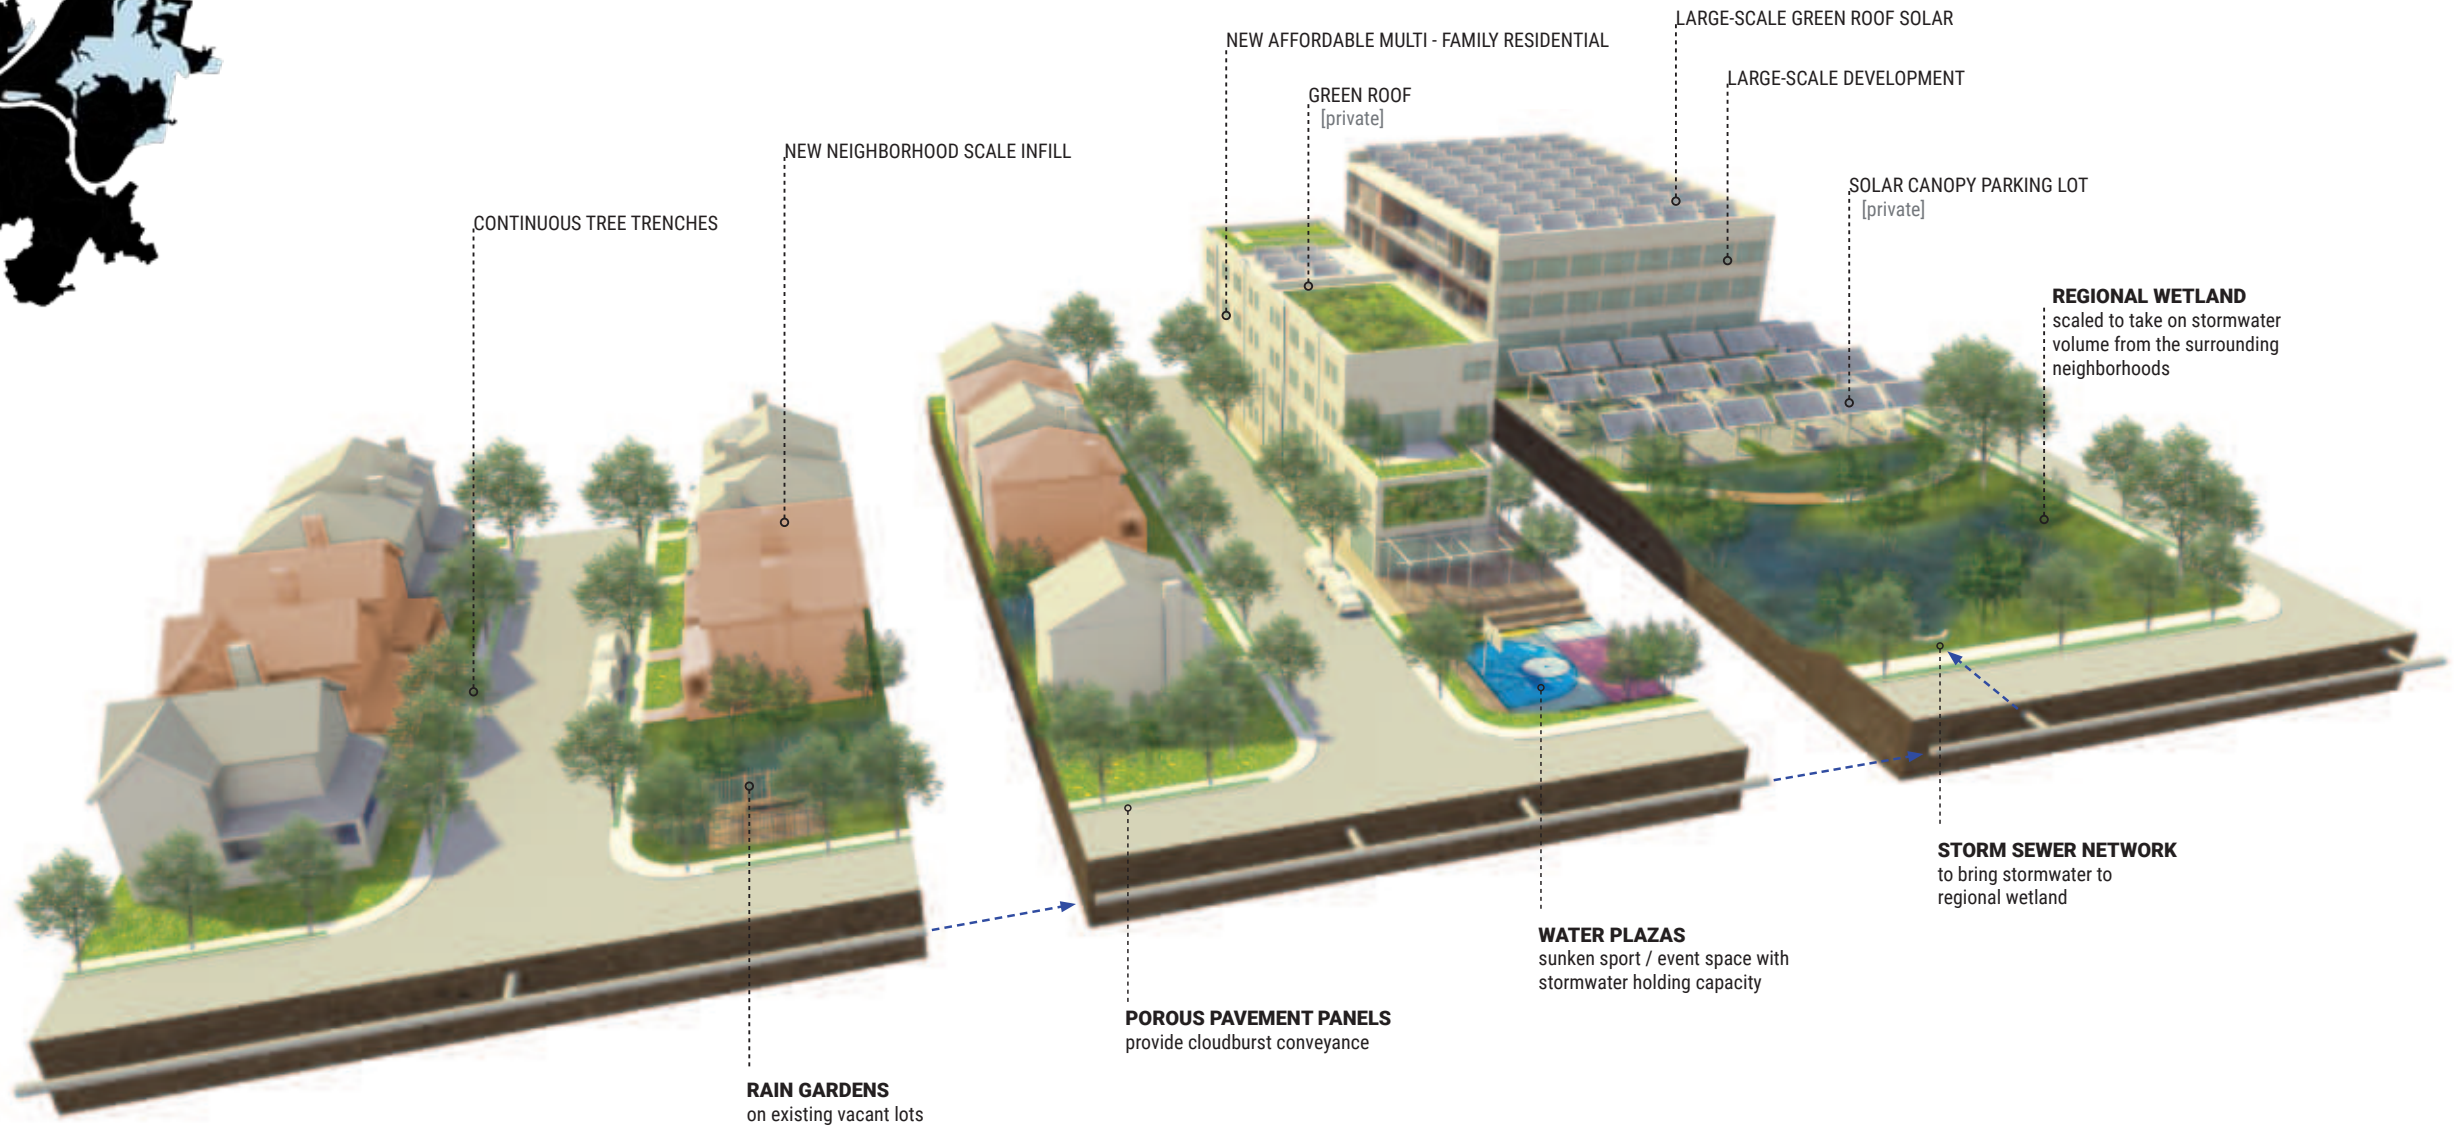 LARGE-SCALE GREEN ROOF SOLAR
NEW AFFORDABLE MULTI - FAMILY RESIDENTIAL
LARGE-SCALE DEVELOPMENT
GREEN ROOF
[private]
NEW NEIGHBORHOOD SCALE INFILL
SOLAR CANOPY PARKING LOT
[private]
CONTINUOUS TREE TRENCHES
REGIONAL WETLAND
scaled to take on stormwater
volume from the surrounding
neighborhoods
STORM SEWER NETWORK
to bring stormwater to
regional wetland
WATER PLAZAS
sunken sport / event space with
stormwater holding capacity
POROUS PAVEMENT PANELS
provide cloudburst conveyance
RAIN GARDENS
on existing vacant lots